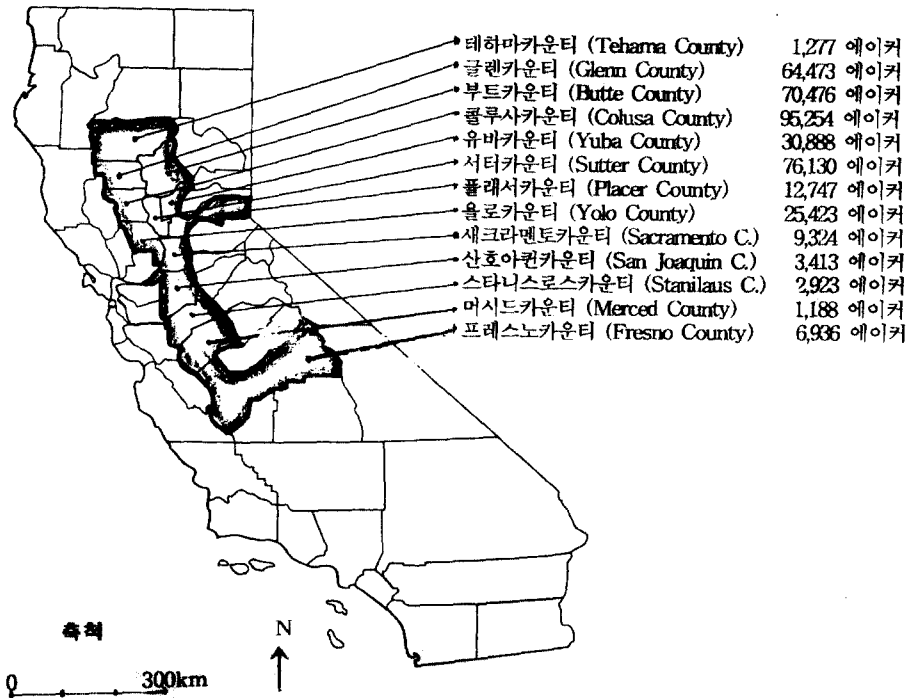 테하마카운티 (Tehama County) 1,277 에이커
글렌카운티 (Glenn County) 64,473 에이커
부트카운티 (Butte County) 70,476 에이커
콜루사카운티 (Colusa County) 95,254 에이커
유바카운티 (Yuba County) 30,888 에이커
서터카운티 (Sutter County) 76,130 에이커
플래서카운티 (Placer County) 12,747 에이커
욜로카운티 (Yolo County) 25,423 에이커
새크라멘토카운티 (Sacramento C.) 9,324 에이커
산호아퀸카운티 (San Joaquin C.) 3,413 에이커
스타니스로스카운티 (Stanilaus C.) 2,923 에이커
머시드카운티 (Merced County) 1,188 에이커
프레스노카운티 (Fresno County) 6,936 에이커
축척
N
0 300km